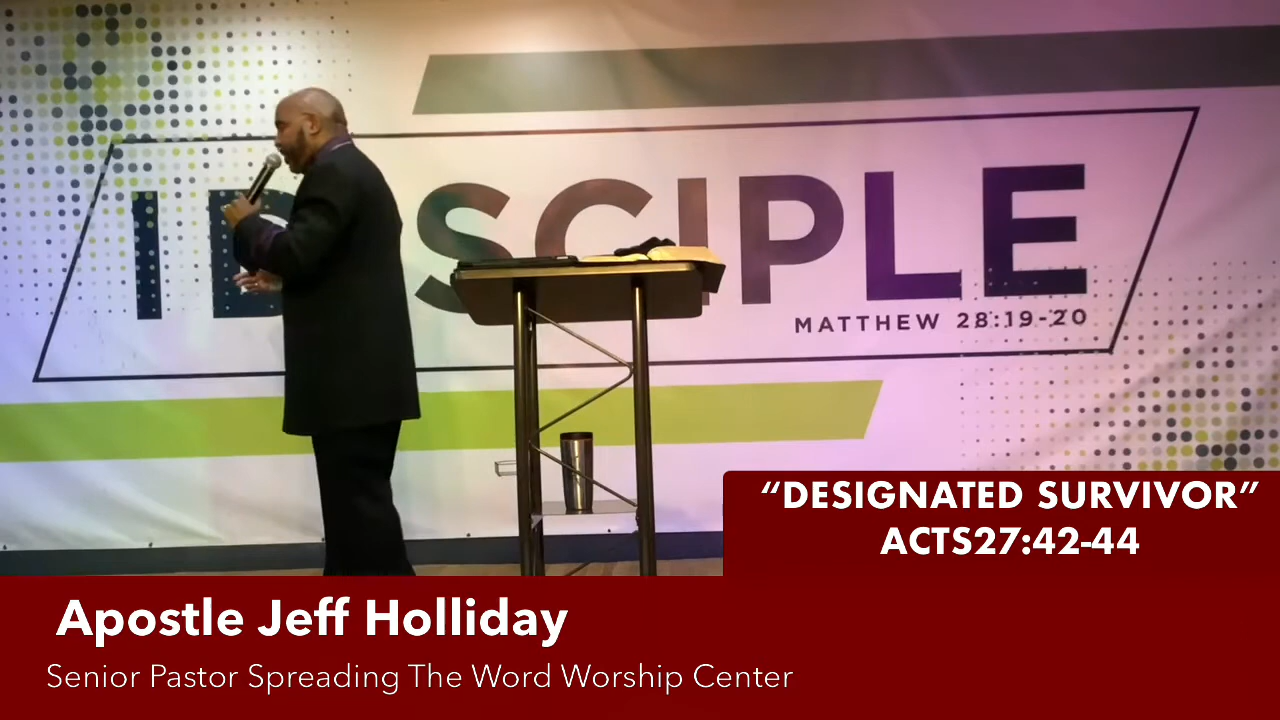 1 DISCIPLE
MATTHEW 28:19-20
“DESIGNATED SURVIVOR”
ACTS27:42-44
Apostle Jeff Holliday
Senior Pastor Spreading The Word Worship Center